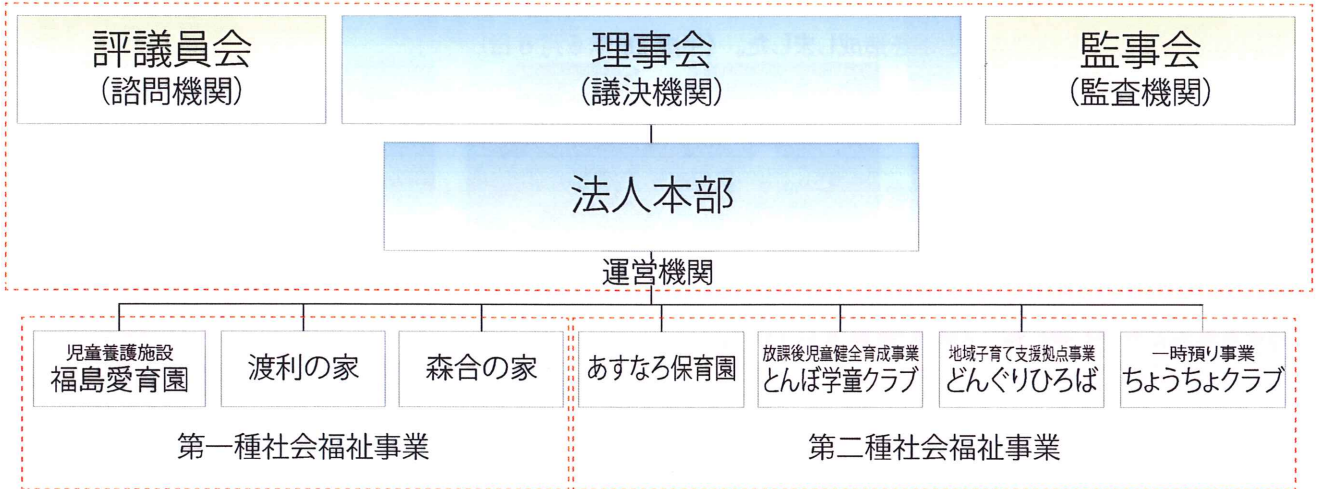 評議員会
(諮問機関)
理事会
(議決機関)
監事会
(監査機関)
法人本部
運営機関
児童養護施設
福島愛育園
渡利の家
森合の家
あすなろ保育園
放課後児童健全育成事業
とんぼ学童クラブ
地域子育て支援拠点事業
どんぐりひろば
一時預り事業
ちょうちょクラブ
第一種社会福祉事業
第二種社会福祉事業